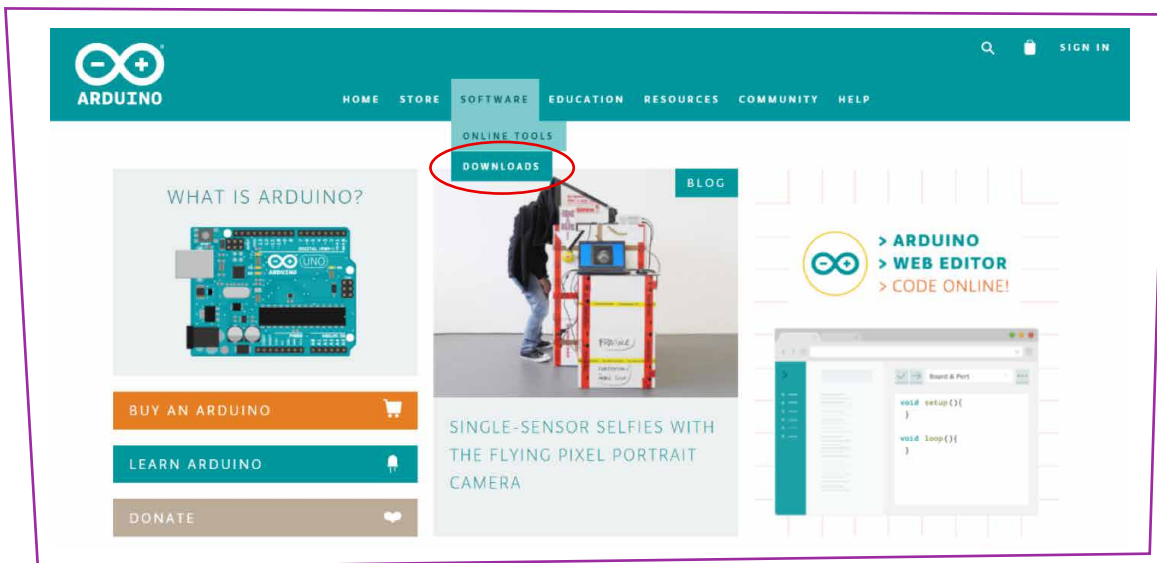 SIGN IN
ARDUINO
HOME STORE SOFTWARE EDUCATION RESOURCES COMMUNITY HELP
ONLINE TOOLS
DOWNLOADS
WHAT IS ARDUINO?
UNO
ARDUINO
BUY AN ARDUINO
LEARN ARDUINO
DONATE
BLOG
SINGLE-SENSOR SELFIES WITH
THE FLYING PIXEL PORTRAIT
CAMERA
> ARDUINO
> WEB EDITOR
> CODE ONLINE!
Board & Port
void setup(){
}
void loop(){
}